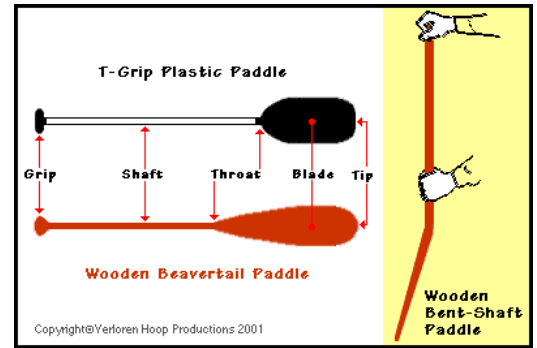 T-Grip Plastic Paddle
Grip Shaft Throat Blade Tip
Wooden Beavertail Paddle
Copyright©Verloren Hoop Productions 2001
Wooden
Bent-Shaft
Paddle